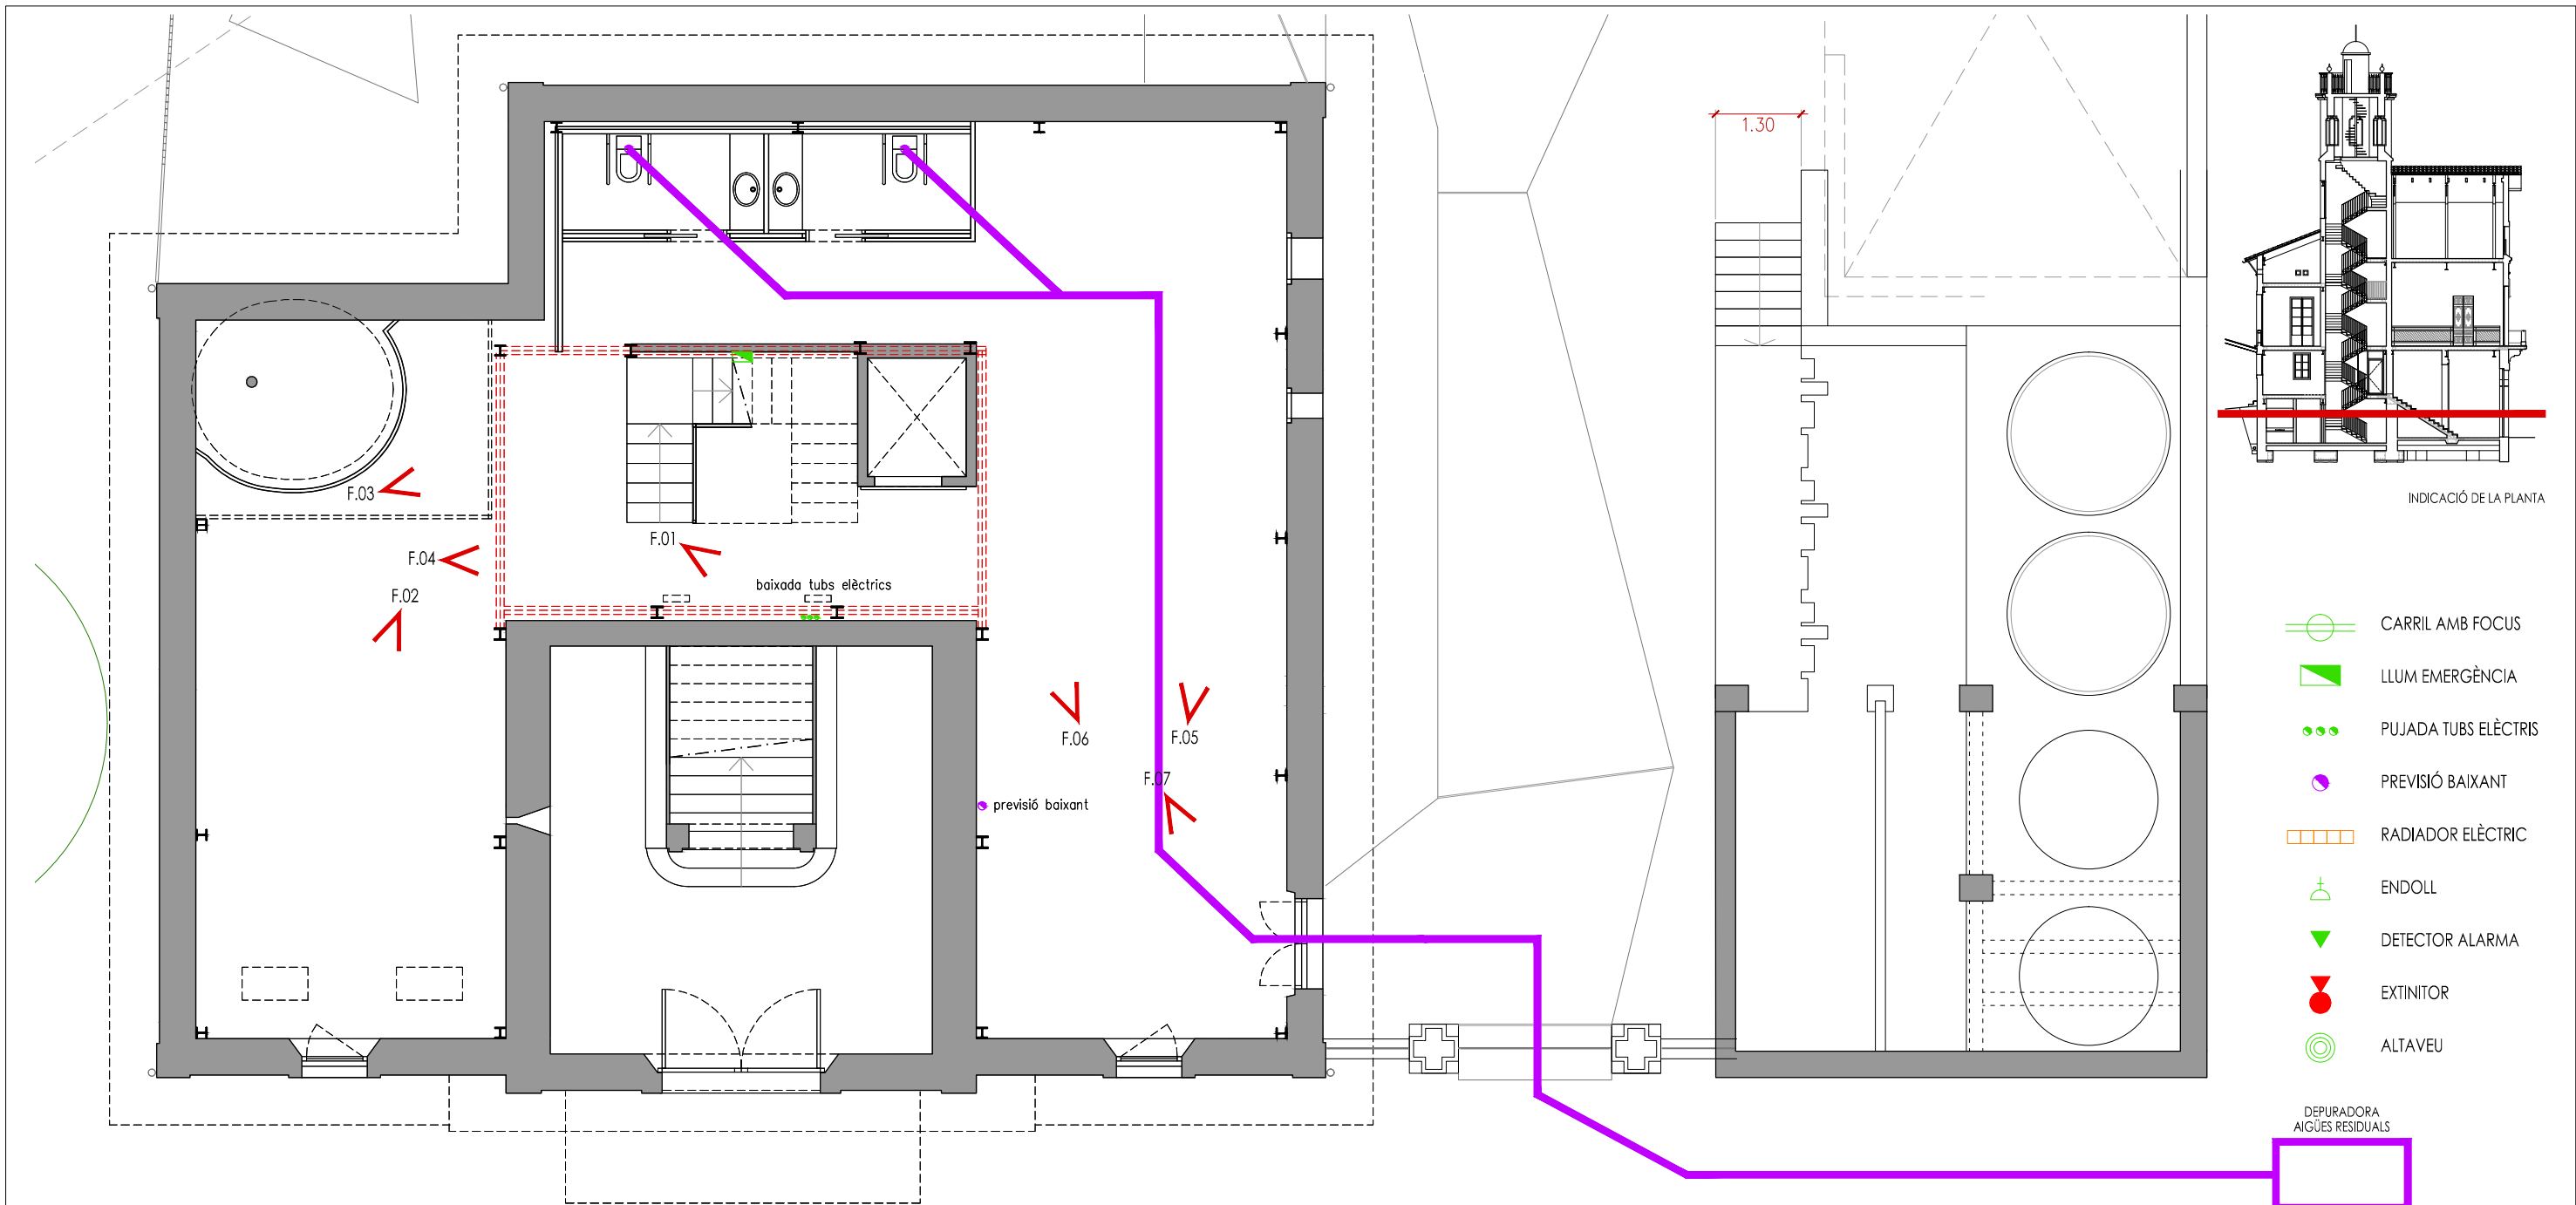 1.30
INDICACIÓ DE LA PLANTA
F.03
F.01
F.04
baixada tubs elèctrics
F.02
CARRIL AMB FOCUS
LLUM EMERGÈNCIA
F.06
F.05
PUJADA TUBS ELÈCTRIS
F.07
PREVISIÓ BAIXANT
previsió baixant
RADIADOR ELÈCTRIC
ENDOLL
DETECTOR ALARMA
EXTINITOR
ALTAVEU
DEPURADORA
AIGÜES RESIDUALS